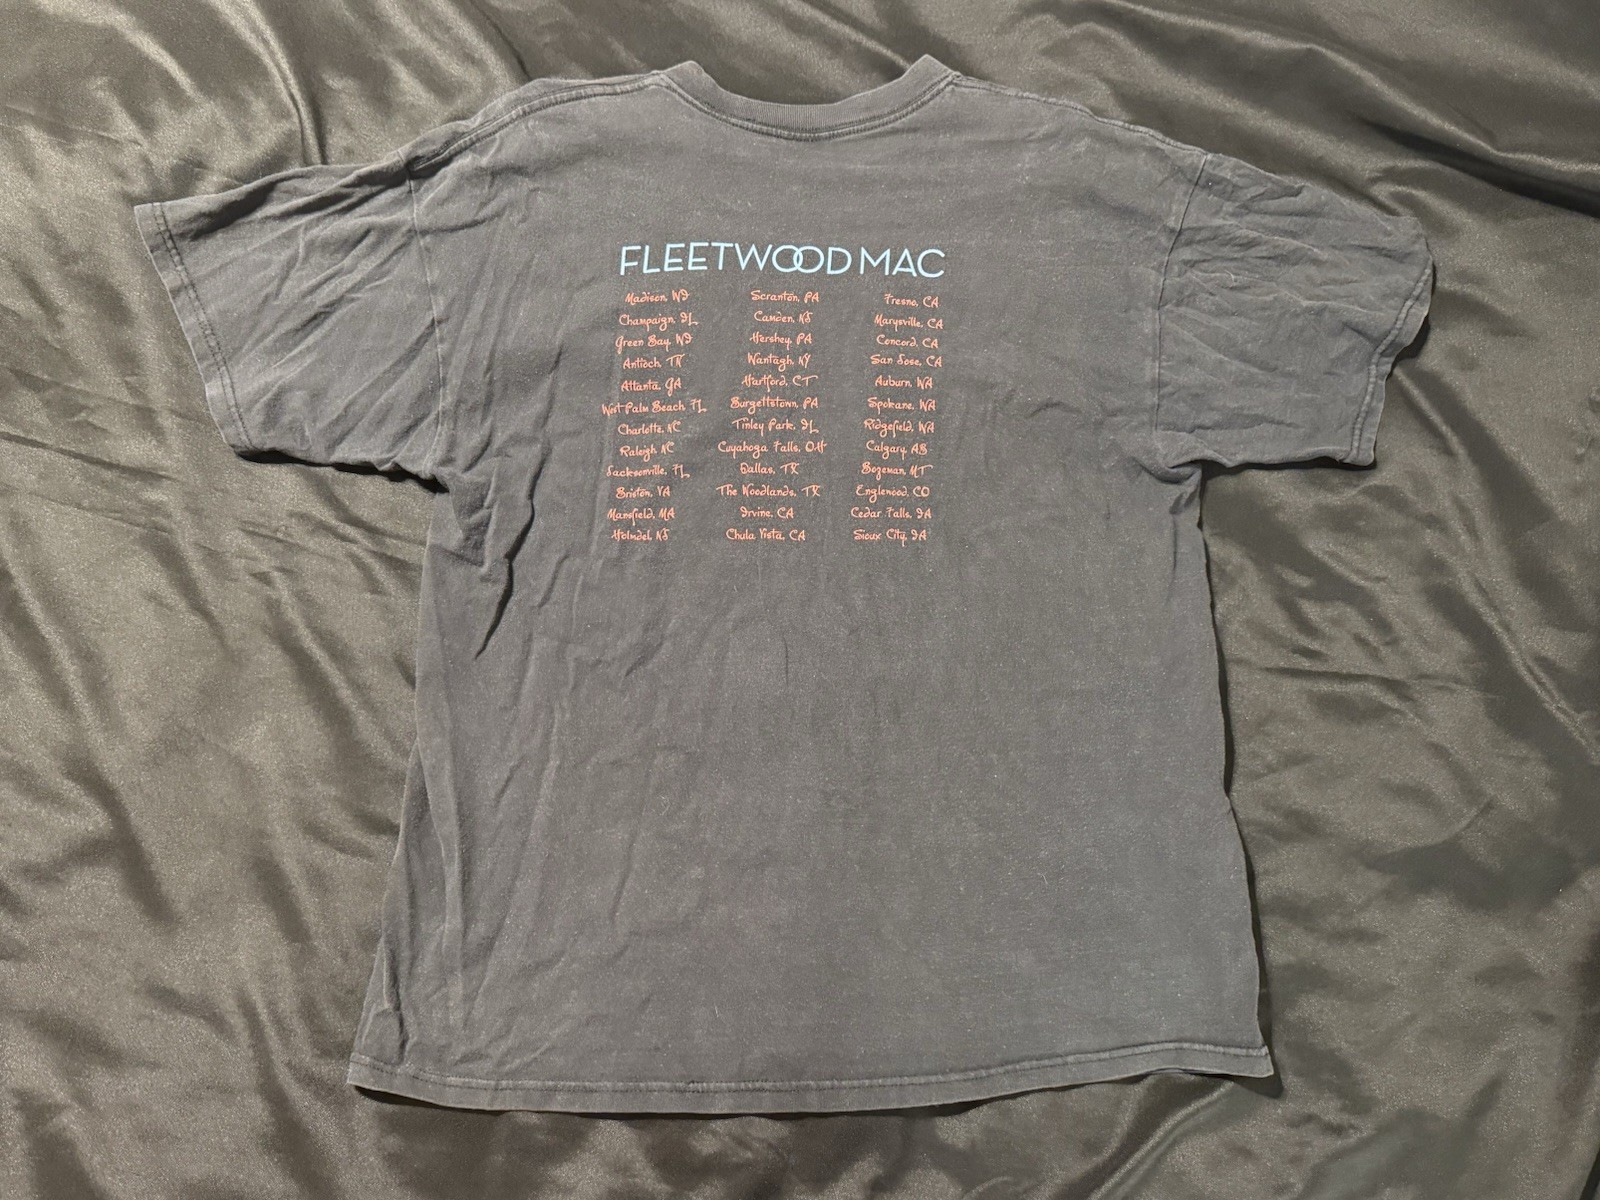 FLEETWOOD MAC
Madison, WI
Champaign, IL
Green Bay, WI
Antioch, TN
Atlanta, GA
West Palm Beach, FL
Charlotte, NC
Raleigh, NC
Jacksonville, FL
Bristow, VA
Mansfield, MA
Holmdel, NJ
Scranton, PA
Camden, NJ
Hershey, PA
Wantagh, NY
Hartford, CT
Burgettstown, PA
Tinley Park, IL
Cuyahoga Falls, OH
Dallas, TX
The Woodlands, TX
Irvine, CA
Chula Vista, CA
Fresno, CA
Marysville, CA
Concord, CA
San Jose, CA
Auburn, WA
Spokane, WA
Ridgefield, WA
Calgary, AB
Bozeman, MT
Englewood, CO
Cedar Falls, IA
Sioux City, IA